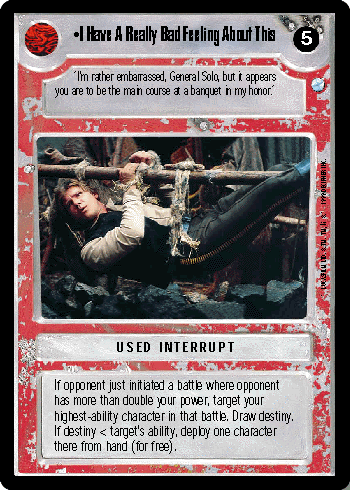 •I Have A Really Bad Feeling About This
5
'I'm rather embarrassed, General Solo, but it appears
you are to be the main course at a banquet in my honor.'
USED INTERRUPT
If opponent just initiated a battle where opponent
has more than double your power, target your
highest-ability character in that battle. Draw destiny.
If destiny < target's ability, deploy one character
there from hand (for free).